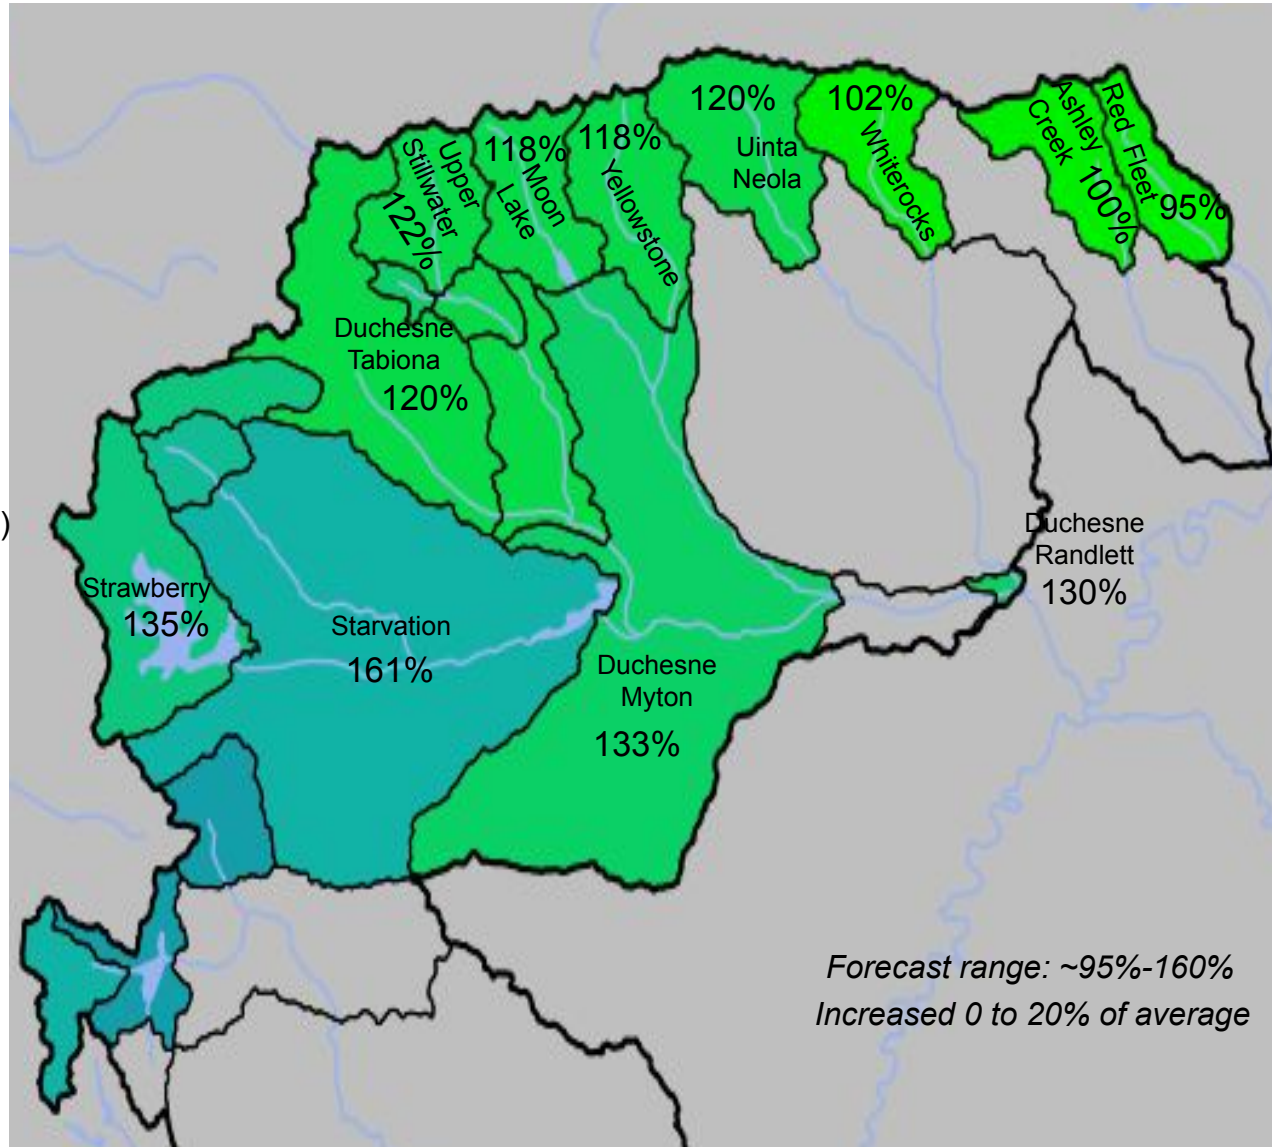 120%
Uinta
Neola
102%
Whiterocks
Ashley
Creek
100%
Red Fleet
95%
Upper
Stillwater
122%
118%
Moon
Lake
118%
Yellowstone
Duchesne
Tabiona
120%
)
Duchesne
Randlett
130%
Strawberry
135%
Starvation
161%
Duchesne
Myton
133%
Forecast range: ~95%-160%
Increased 0 to 20% of average